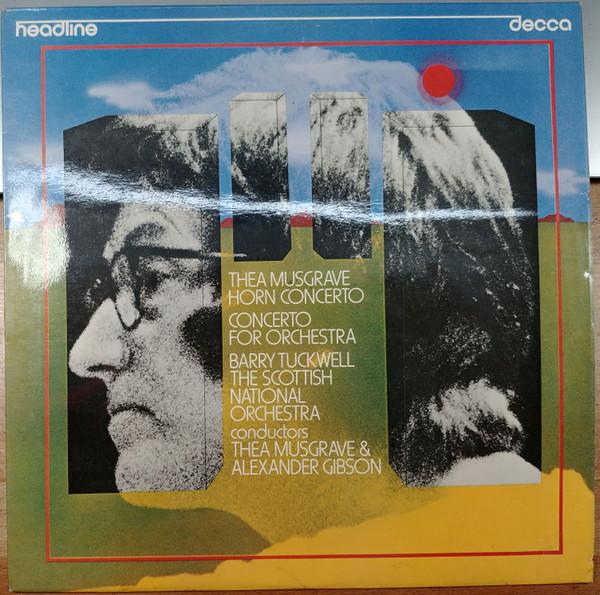 headline
decca
THEA MUSGRAVE
HORN CONCERTO
CONCERTO
FOR ORCHESTRA
BARRY TUCKWELL
THE SCOTTISH
NATIONAL
ORCHESTRA
conductors
THEA MUSGRAVE &
ALEXANDER GIBSON